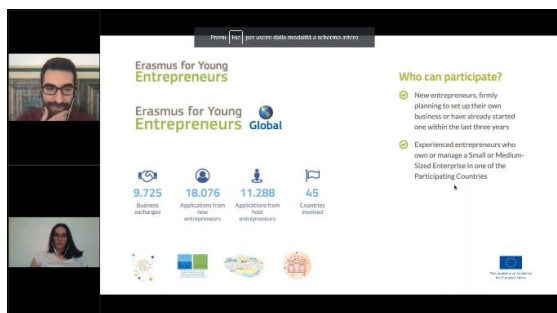 Premi Esc per uscire dalla modalità a schermo intero
Erasmus for Young
Entrepreneurs
Erasmus for Young
Entrepreneurs Global
9.725
Business
exchanges
18.076
Applications from
new
entrepreneurs
11.288
Applications from
host
entrepreneurs
45
Countries
involved
Who can participate?
New entrepreneurs, firmly
planning to set up their own
business or have already started
one within the last three years
Experienced entrepreneurs who
own or manage a Small or Medium-
Sized Enterprise in one of the
Participating Countries